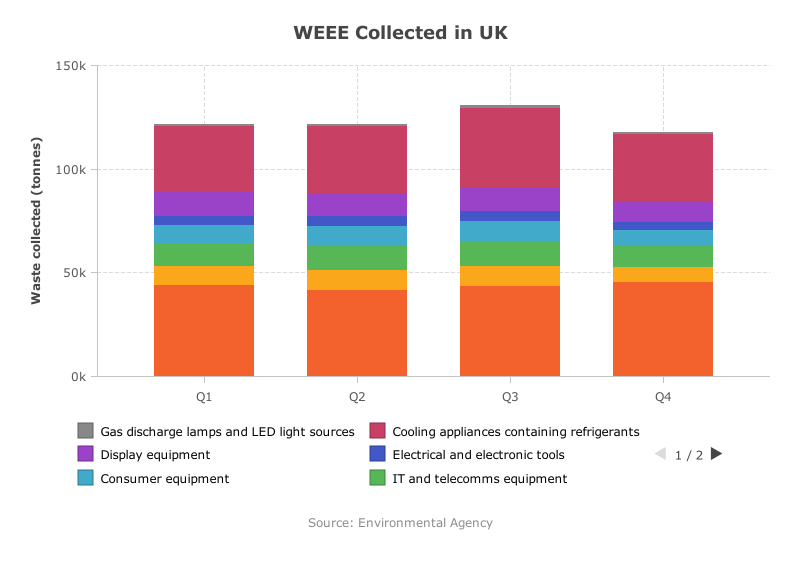 WEEE Collected in UK
Waste collected (tonnes)
150k
100k
50k
0k
Q1 Q2 Q3 Q4
Gas discharge lamps and LED light sources Cooling appliances containing refrigerants
Display equipment Electrical and electronic tools 1 / 2
Consumer equipment IT and telecomms equipment
Source: Environmental Agency